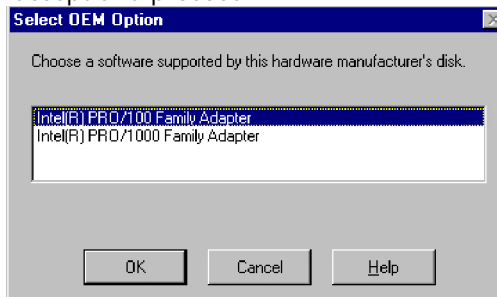 Select OEM Option
Choose a software supported by this hardware manufacturer's disk.
Intel(R) PRO/100 Family Adapter
Intel(R) PRO/1000 Family Adapter
OK
Cancel
Help